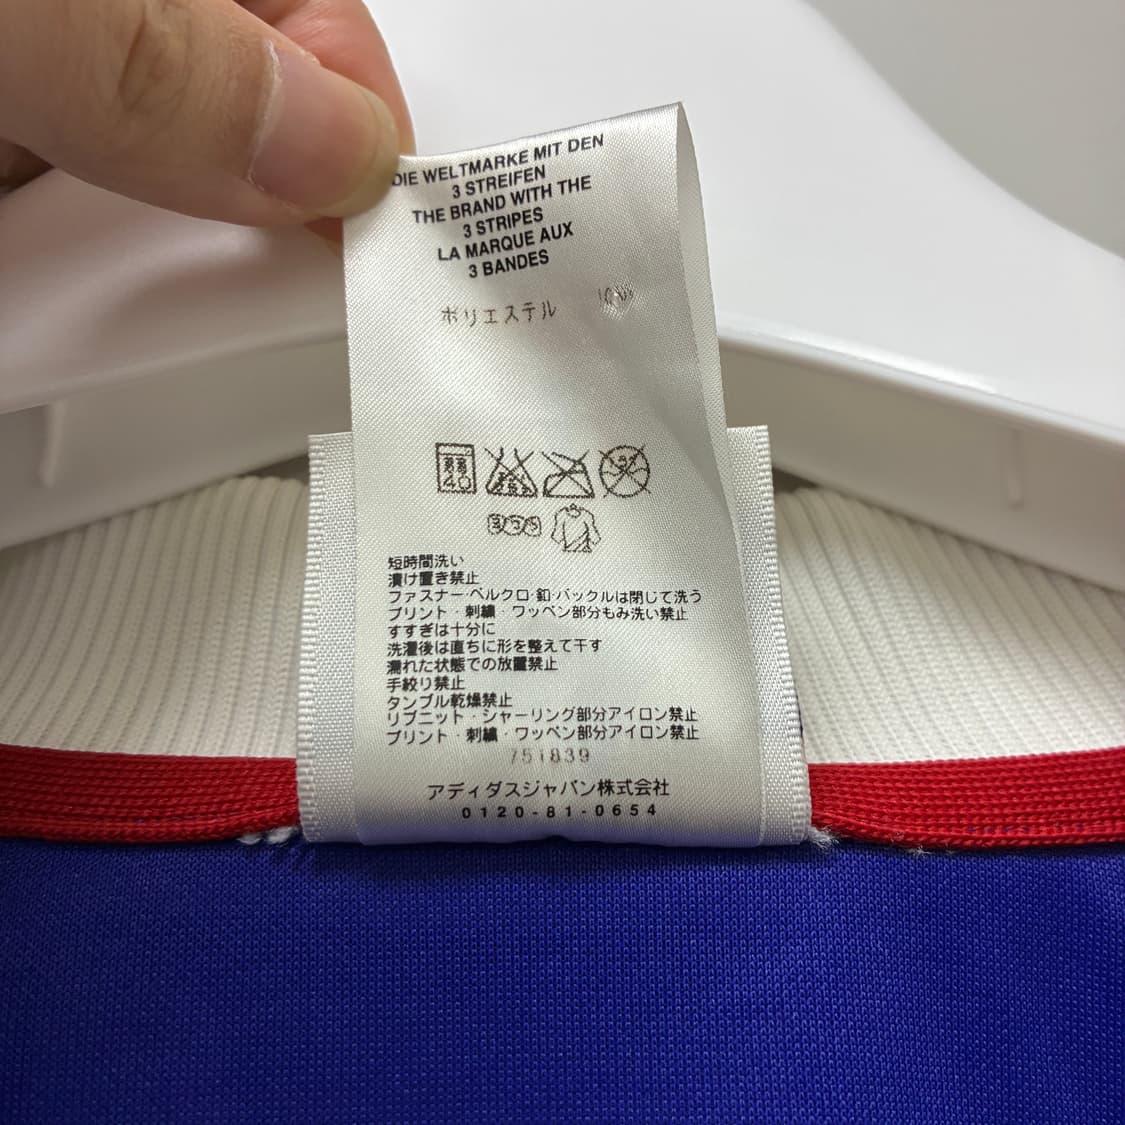 DIE WELTMARKE MIT DEN
3 STREIFEN
THE BRAND WITH THE
3 STRIPES
LA MARQUE AUX
3 BANDES
ポリエステル
40
短時間洗い
漬け置き禁止
ファスナー・ベルクロ・釦・バックルは閉じて洗う
プリント・刺繍・ワッペン部分もみ洗い禁止
すすぎは十分に
洗濯後は直ちに形を整えて干す
濡れた状態での放置禁止
手絞り禁止
タンブル乾燥禁止
リブニット・シャーリング部分アイロン禁止
プリント・刺繍・ワッペン部分アイロン禁止
751839
アディダスジャパン株式会社
0120-81-0654